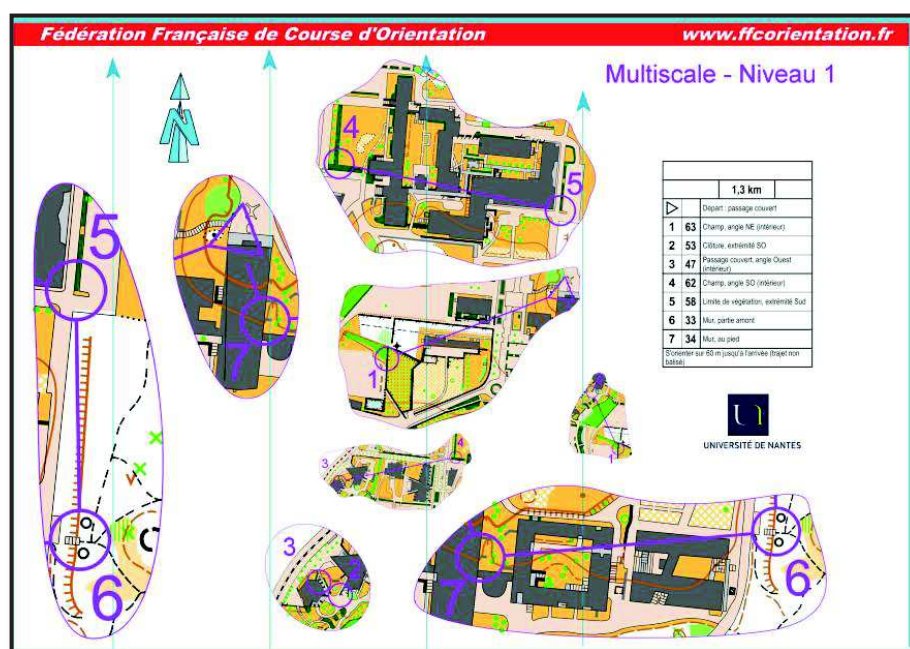 Fédération Française de Course d'Orientation
www.ffcorientation.fr
Multiscale - Niveau 1
N
4
5
1,3 km
Départ : passage couvert
1 63 Champ, angle NE (intérieur)
2 53 Clôture, extrémité SO
3 47 Passage couvert, angle Ouest (intérieur)
4 62 Champ, angle SO (intérieur)
5 58 Limite de végétation, extrémité Sud
6 33 Mur, partie amont
7 34 Mur, au pied
S'orienter sur 60 m jusqu'à l'arrivée (trajet non balisé)
UNIVERSITÉ DE NANTES
5
6
7
1
3
4
1
3
7
6